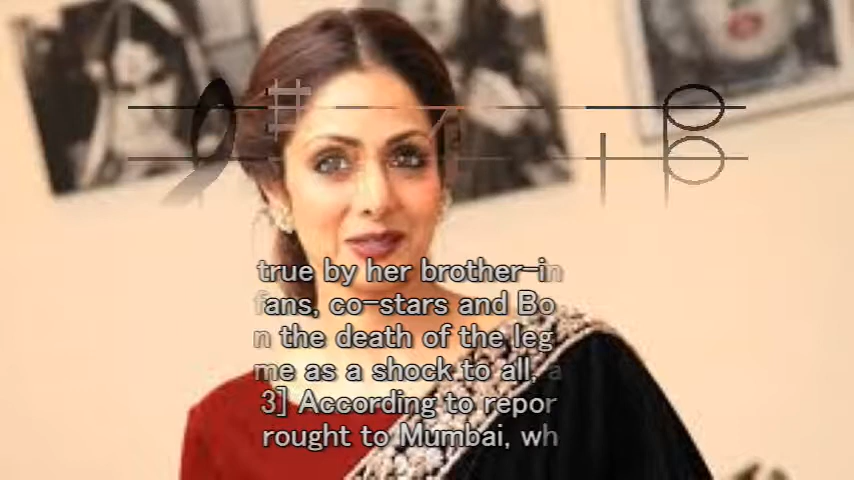 true by her brother-in
fans, co-stars and Bo
n the death of the leg
me as a shock to all, a
3] According to repor
rought to Mumbai, wh